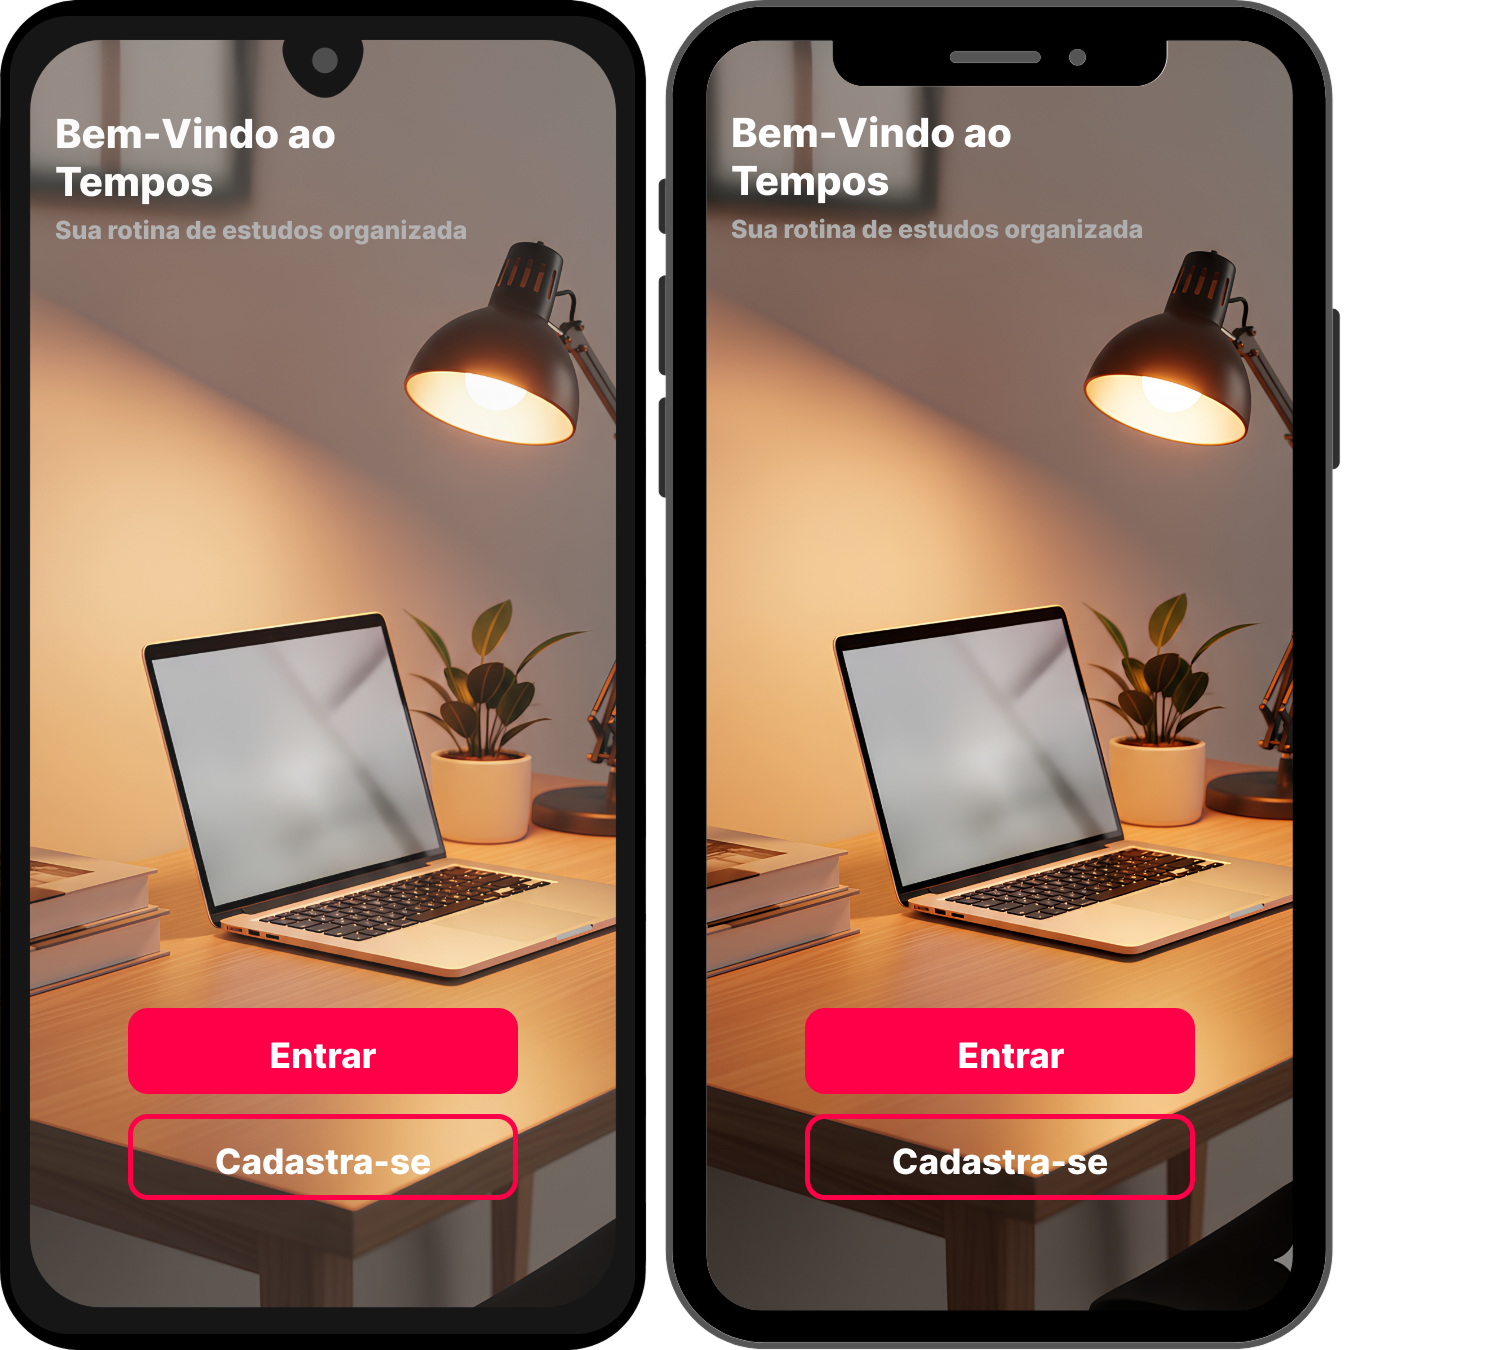 Bem-Vindo ao
Tempos
Sua rotina de estudos organizada
Entrar
Cadastra-se
Bem-Vindo ao
Tempos
Sua rotina de estudos organizada
Entrar
Cadastra-se